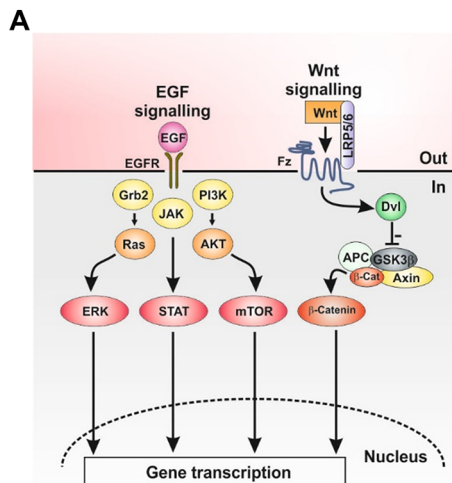 A
EGF
signalling
Wnt
signalling
EGF
Wnt
LRP5/6
EGFR
Fz
Out
In
Grb2
JAK
PI3K
Dvl
Ras
AKT
APC
GSK3β
β-Cat
Axin
ERK
STAT
mTOR
β-Catenin
Nucleus
Gene transcription